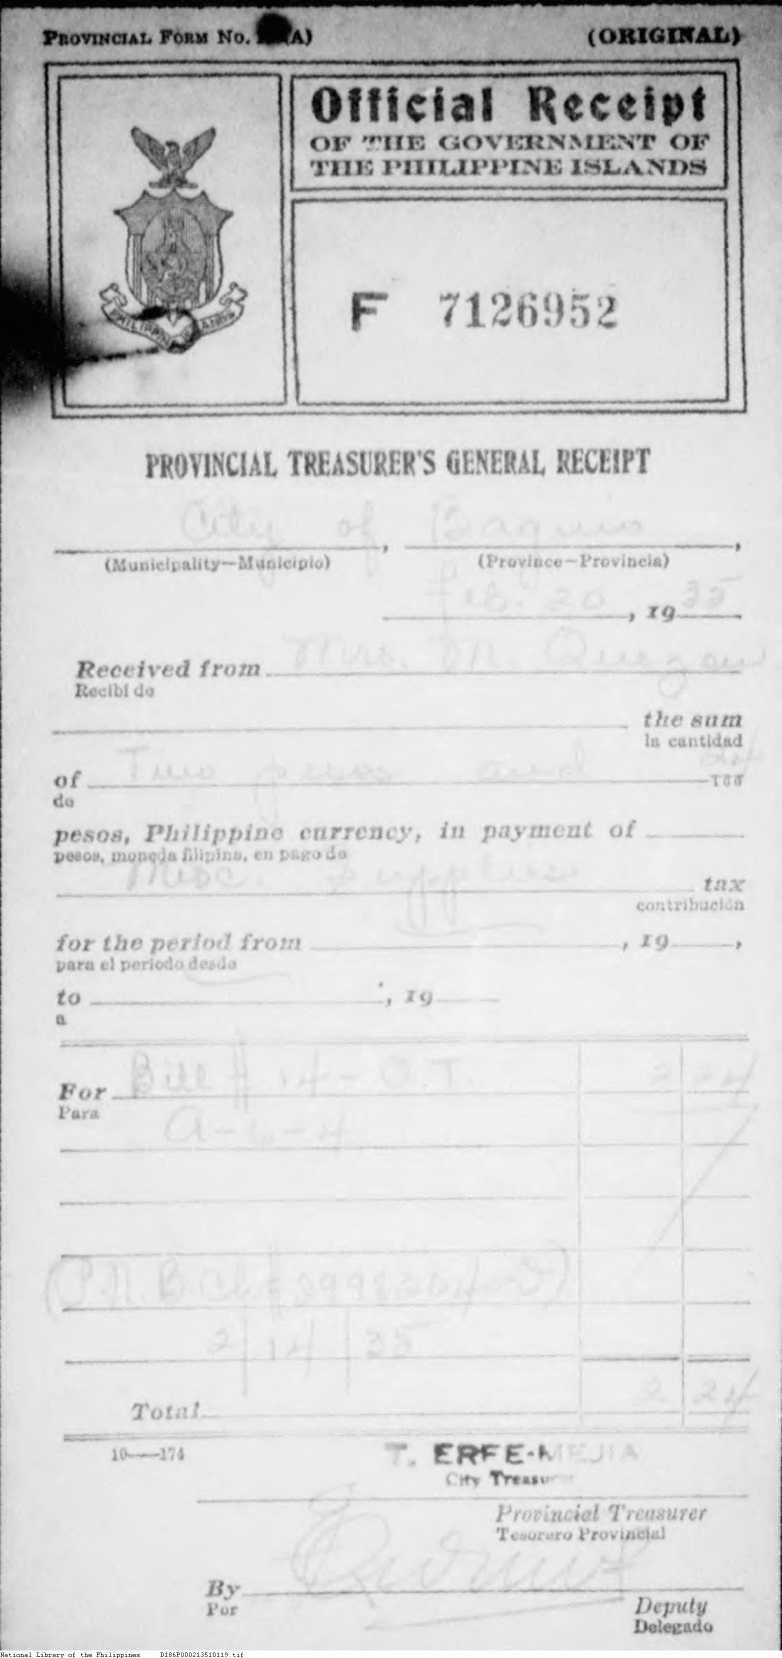 PROVINCIAL FORM No. (A)
(ORIGINAL)
Official Receipt
OF THE GOVERNMENT OF
THE PHILIPPINE ISLANDS
F 7126952
PROVINCIAL TREASURER'S GENERAL RECEIPT
City of Baguio
(Municipality—Municipio) , (Province—Provincia) ,
Feb. 20, 1935
Received from Mrs. M. Quezon
Recibí de
the sum
la cantidad
of Two pesos and 24/100
de
pesos, Philippine currency, in payment of
pesos, moneda filipina, en pago de
Misc. supplies tax
contribución
for the period from , 19 ,
para el período desde
to , 19
a
For Bill # 14 - O.T. 2 24
Para
A-6-4
(P.N.B. Ck #
2 | 14 | 35
Total 2 24
10—174
T. ERFE-MEJIA
City Treasurer
Provincial Treasurer
Tesorero Provincial
By
Por
Deputy
Delegado
National Library of the Philippines D186P000213510119.tif